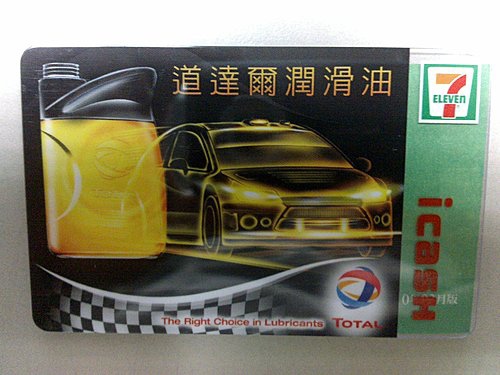 道達爾潤滑油
7
ELEVEN
icash
The Right Choice in Lubricants
TOTAL